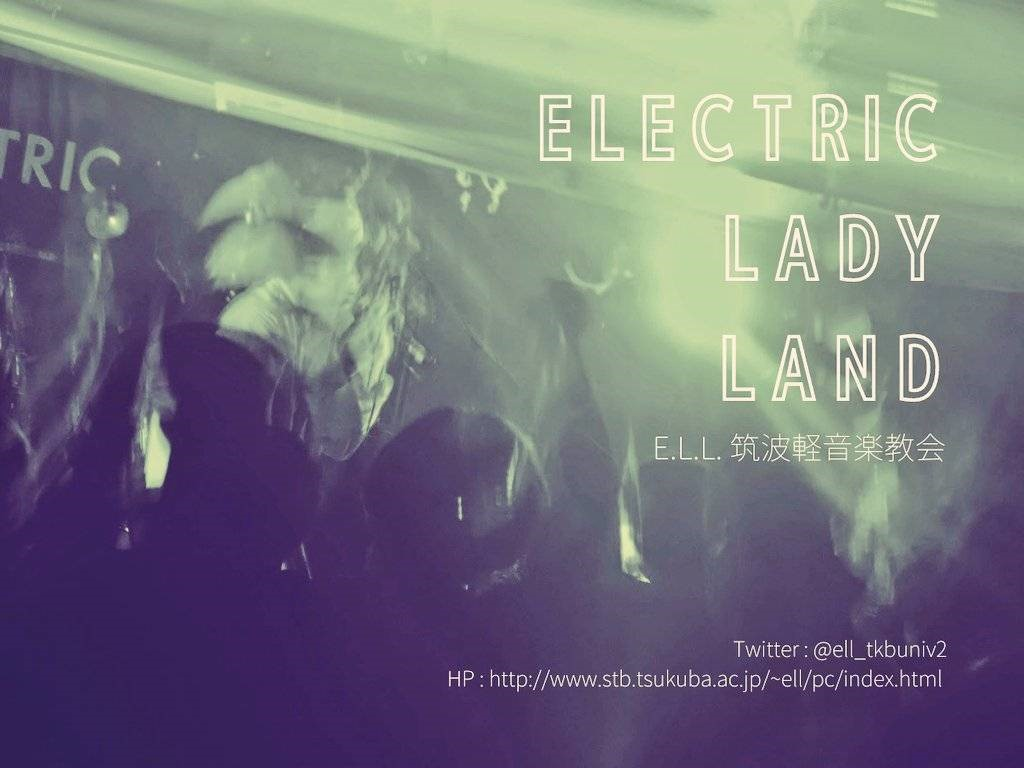 TRIC
ELECTRIC
LADY
LAND
E.L.L. 筑波軽音楽教会
Twitter : @ell_tkbuniv2
HP : http://www.stb.tsukuba.ac.jp/~ell/pc/index.html